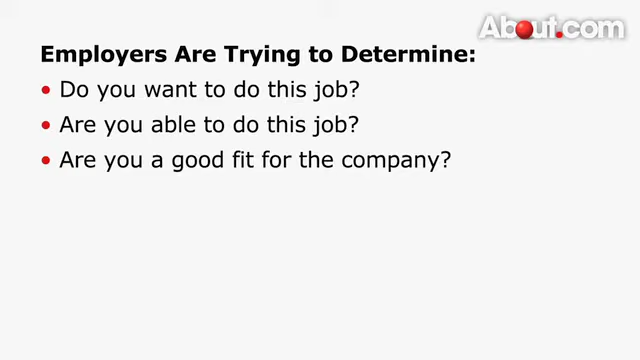 About.com
Employers Are Trying to Determine:
• Do you want to do this job?
• Are you able to do this job?
• Are you a good fit for the company?